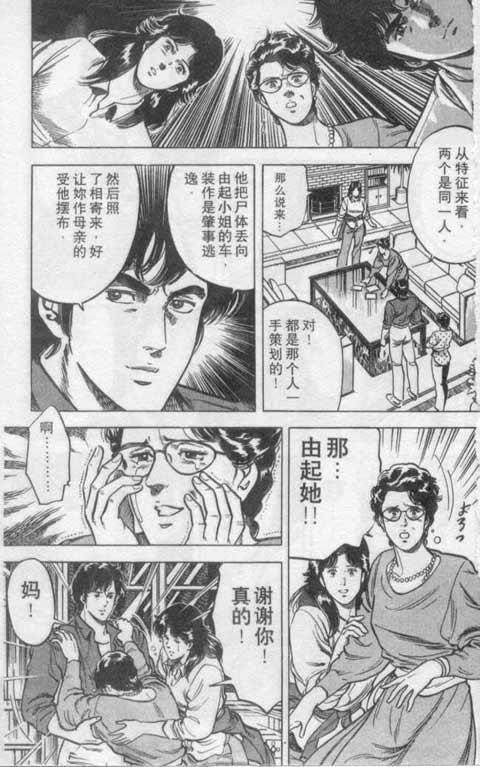 从特征来看，
两个是同一人．
那么说来…
对！
都是那个人一
手策划的！
他把尸体丢向
由起小姐的车，
装作是肇事逃
逸．
然后照
了相寄来，好
让妳作母亲的
受他摆布．
那…
由起她!!
よろっ
啊…………
谢谢你！
真的！
妈！